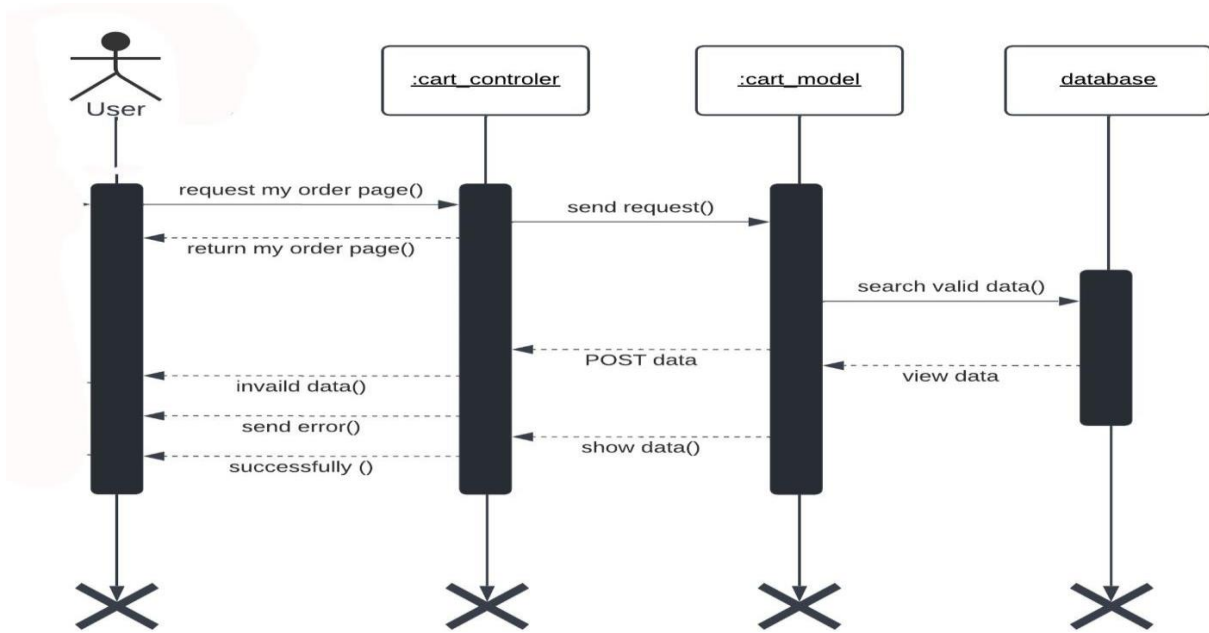 User
:cart_controler
:cart_model
database
request my order page()
send request()
return my order page()
search valid data()
POST data
view data
invaild data()
send error()
show data()
successfully ()